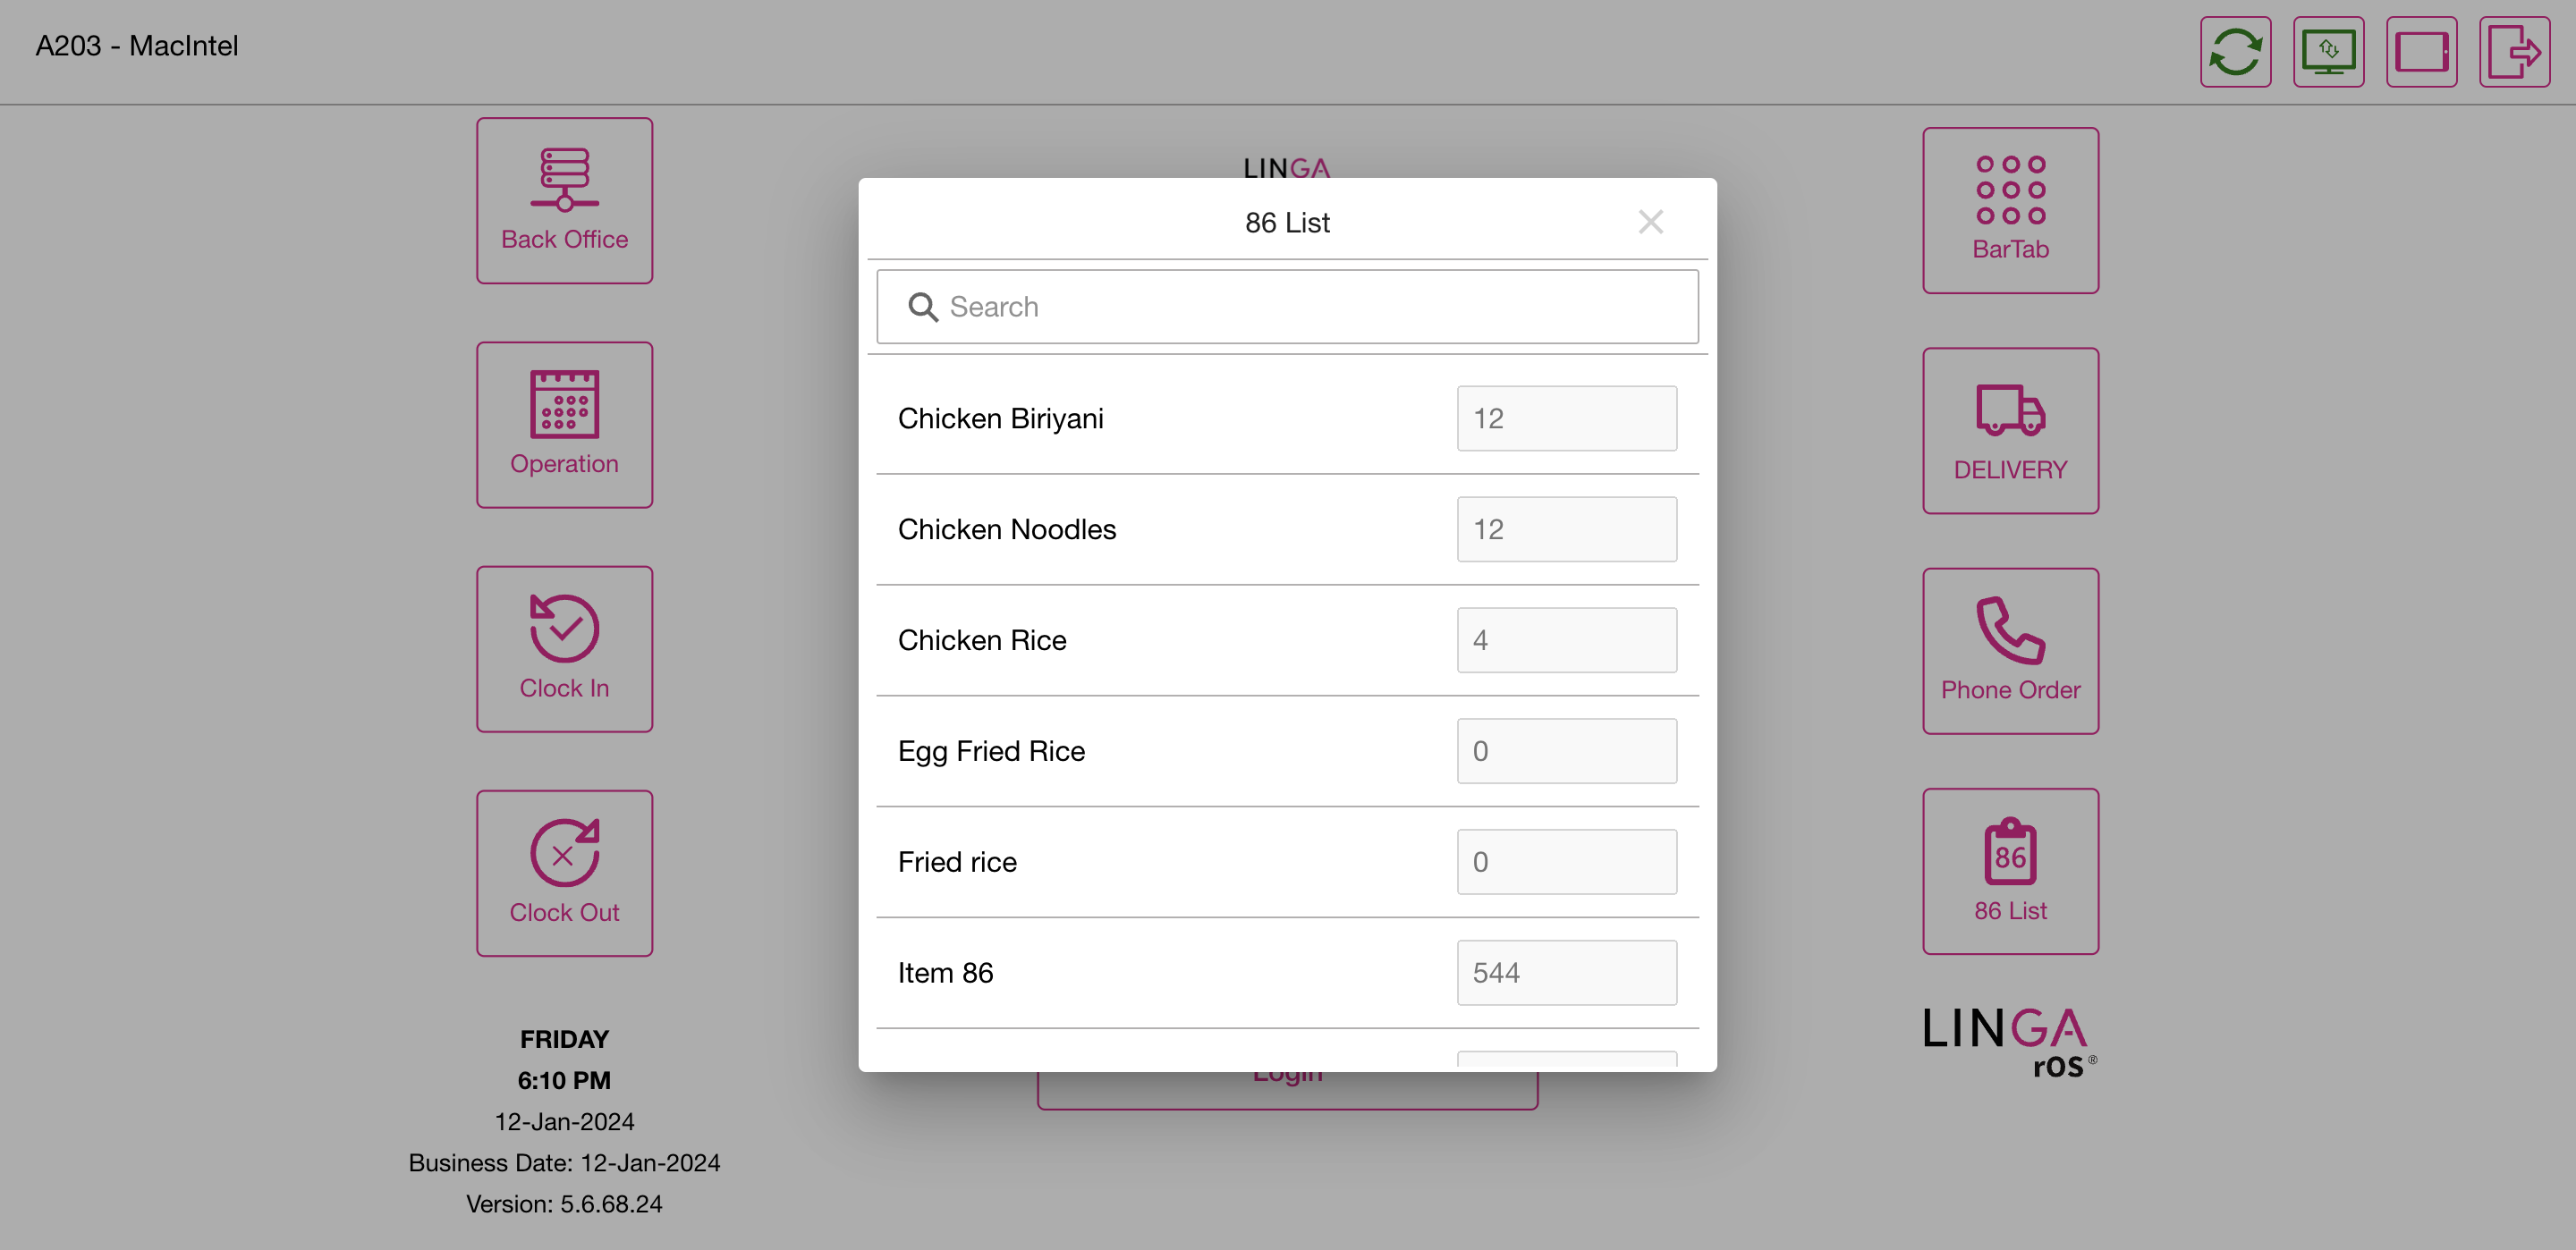 A203 - MacIntel
Back Office
Operation
Clock In
Clock Out
FRIDAY
6:10 PM
12-Jan-2024
Business Date: 12-Jan-2024
Version: 5.6.68.24
LINGA
86 List
Search
Chicken Biriyani 12
Chicken Noodles 12
Chicken Rice 4
Egg Fried Rice 0
Fried rice 0
Item 86 544
Login
BarTab
DELIVERY
Phone Order
86
86 List
LINGA
rOS®